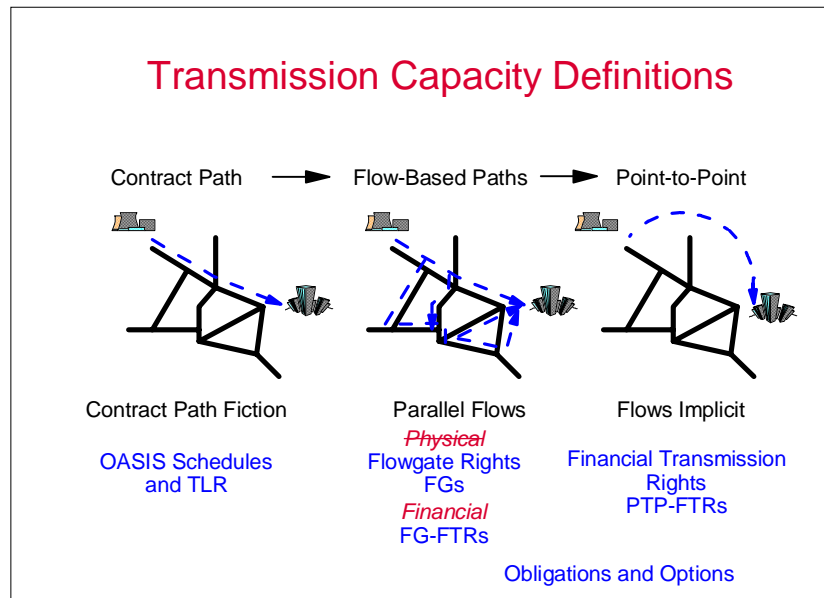 Transmission Capacity Definitions
Contract Path
Flow-Based Paths
Point-to-Point
Contract Path Fiction
OASIS Schedules
and TLR
Parallel Flows
Physical
Flowgate Rights
FGs
Financial
FG-FTRs
Flows Implicit
Financial Transmission
Rights
PTP-FTRs
Obligations and Options